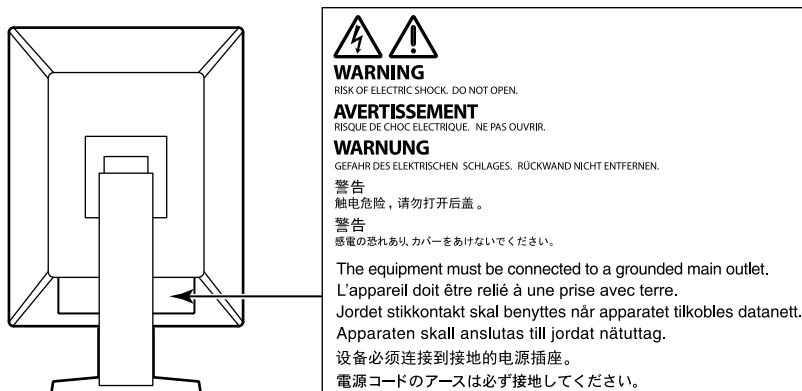 WARNING
RISK OF ELECTRIC SHOCK. DO NOT OPEN.
AVERTISSEMENT
RISQUE DE CHOC ELECTRIQUE. NE PAS OUVRIR.
WARNUNG
GEFAHR DES ELEKTRISCHEN SCHLAGES. RÜCKWAND NICHT ENTFERNEN.
警告
触电危险，请勿打开后盖。
警告
感電の恐れあり、カバーをあけないでください。
The equipment must be connected to a grounded main outlet.
L'appareil doit être relié à une prise avec terre.
Jordet stikkontakt skal benyttes når apparatet tilkobles datanett.
Apparaten skall anslutas till jordat nätuttag.
设备必须连接到接地的电源插座。
電源コードのアースは必ず接地してください。